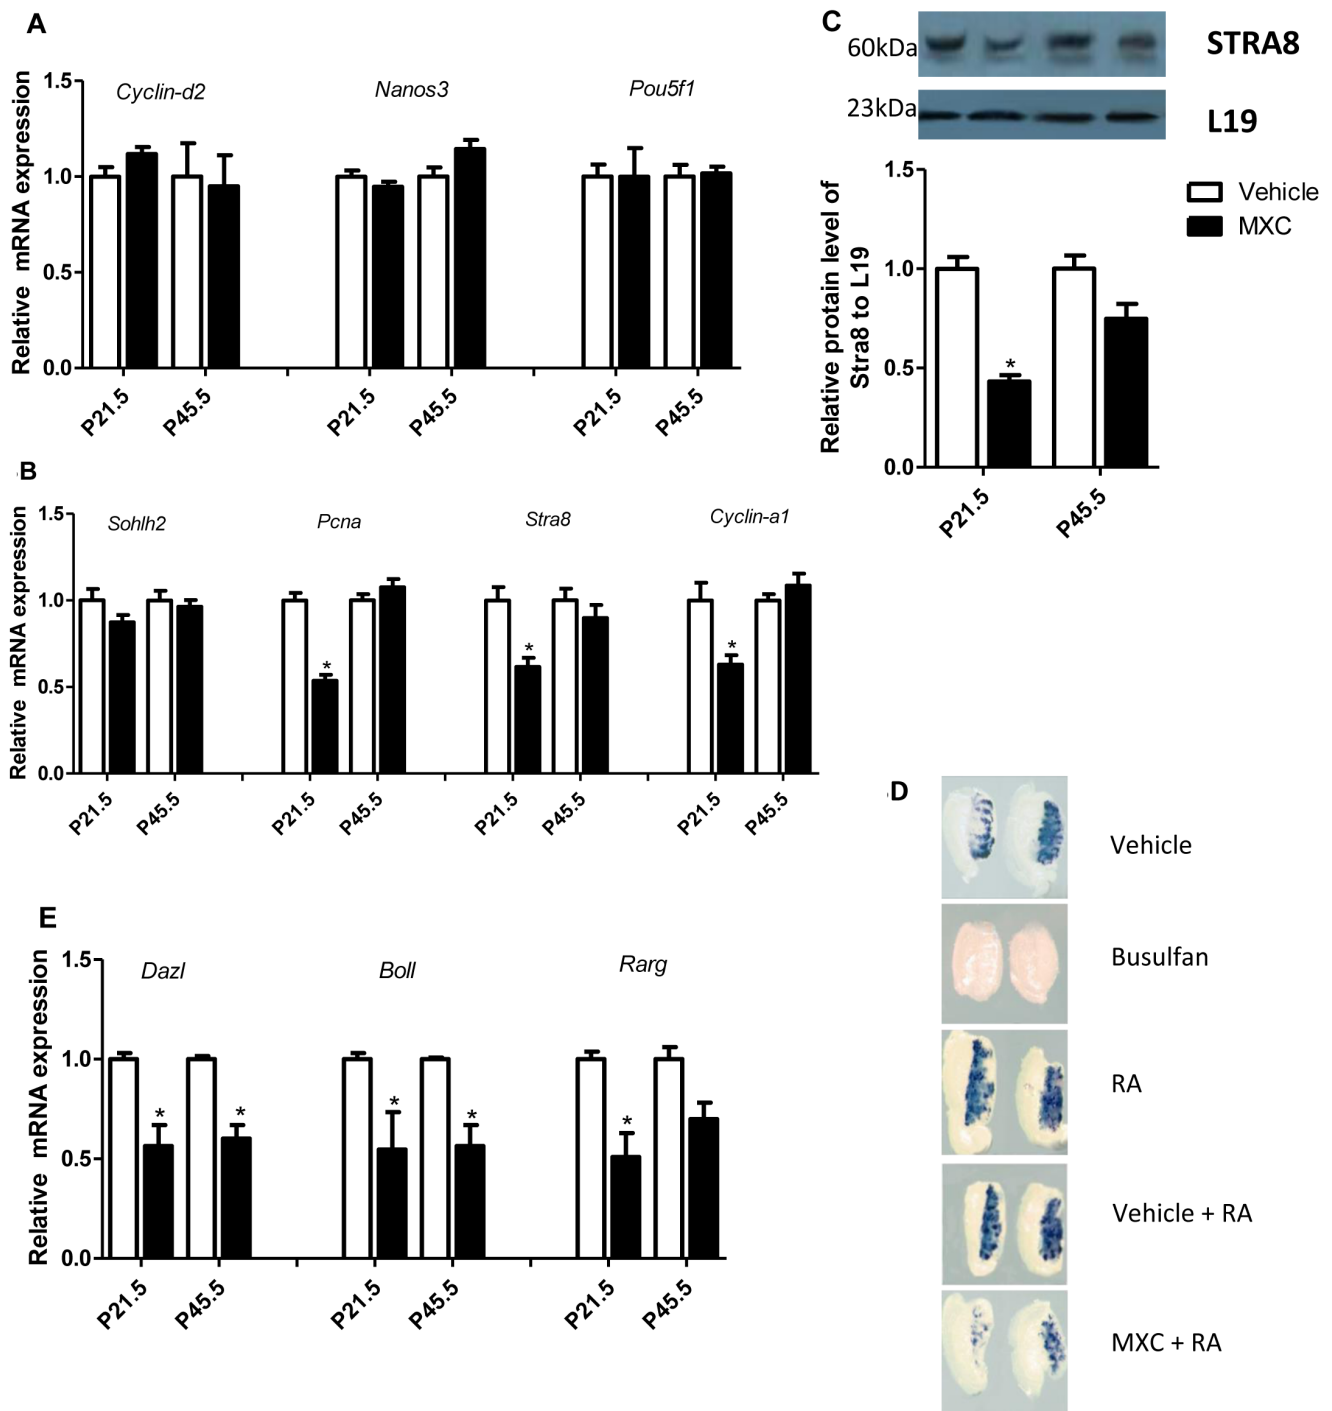 A
Relative mRNA expression
1.5
1.0
0.5
0.0
Cyclin-d2
Nanos3
Pou5f1
P21.5
P45.5
P21.5
P45.5
P21.5
P45.5
B
Relative mRNA expression
1.5
1.0
0.5
0.0
Sohlh2
Pcna
Stra8
Cyclin-a1
*
*
*
P21.5
P45.5
P21.5
P45.5
P21.5
P45.5
P21.5
P45.5
C
60kDa
STRA8
23kDa
L19
Relative protain level of
Stra8 to L19
1.5
1.0
0.5
0.0
*
P21.5
P45.5
Vehicle
MXC
D
Vehicle
Busulfan
RA
Vehicle + RA
MXC + RA
E
Relative mRNA expression
1.5
1.0
0.5
0.0
Dazl
Boll
Rarg
*
*
*
*
*
P21.5
P45.5
P21.5
P45.5
P21.5
P45.5